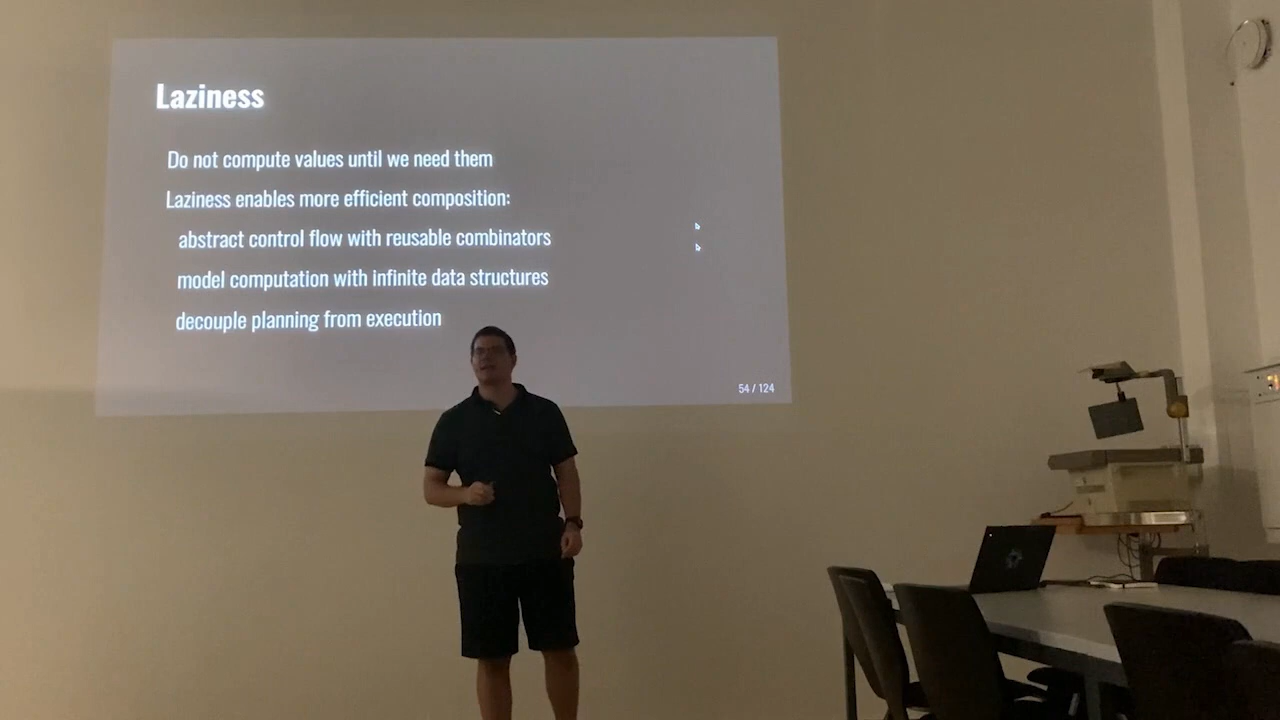 Laziness
Do not compute values until we need them
Laziness enables more efficient composition:
abstract control flow with reusable combinators
model computation with infinite data structures
decouple planning from execution
54 / 124